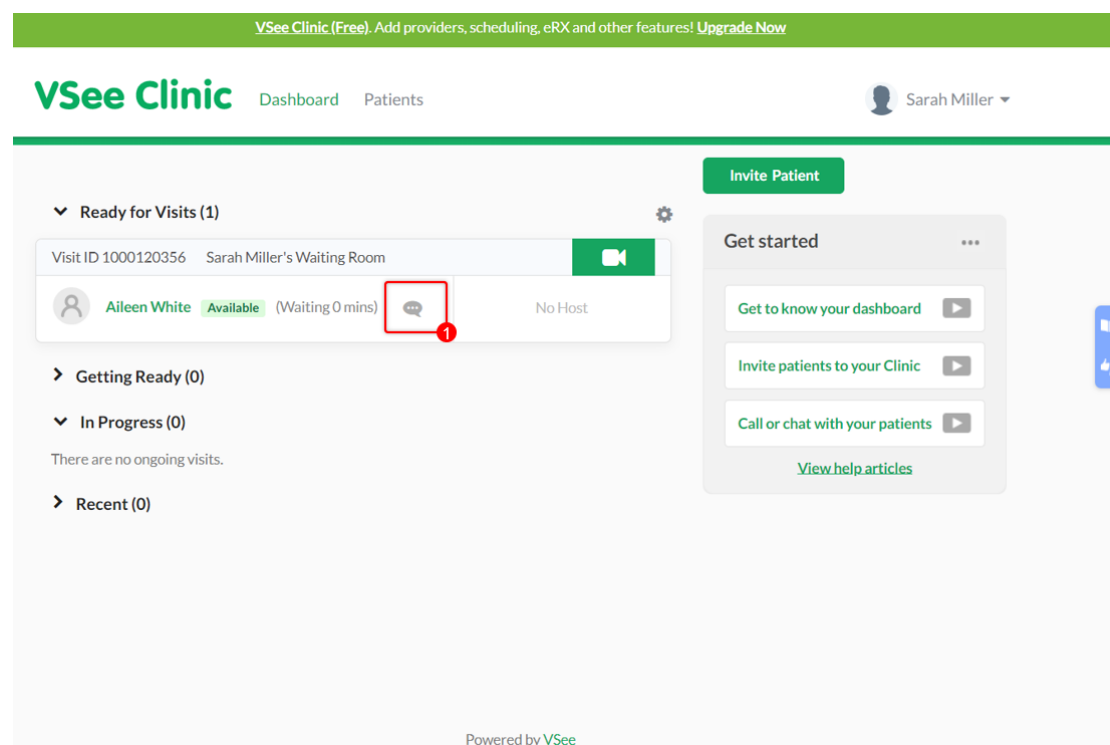 VSee Clinic (Free). Add providers, scheduling, eRX and other features! Upgrade Now
VSee Clinic
Dashboard
Patients
Sarah Miller
Invite Patient
Ready for Visits (1)
Visit ID 1000120356 Sarah Miller's Waiting Room
Aileen White Available (Waiting 0 mins)
1
No Host
Getting Ready (0)
In Progress (0)
There are no ongoing visits.
Recent (0)
Get started
Get to know your dashboard
Invite patients to your Clinic
Call or chat with your patients
View help articles
Powered by VSee